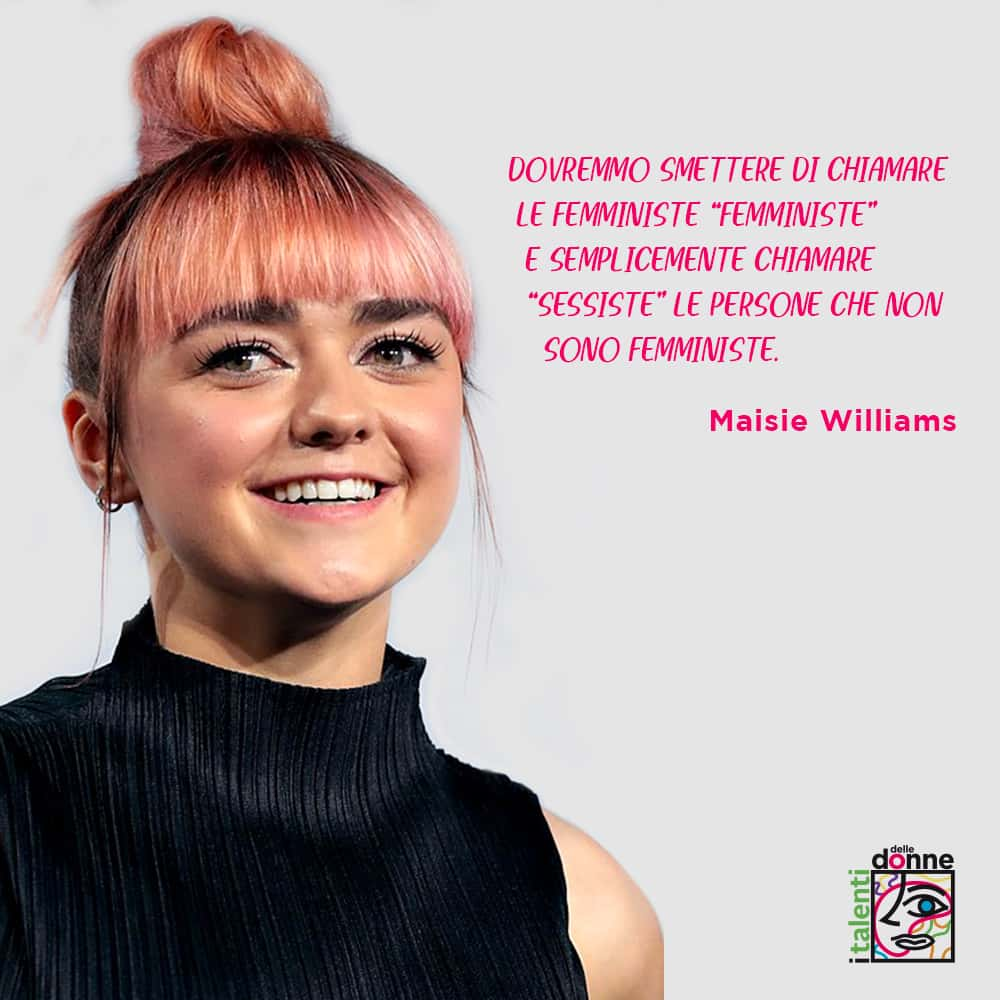 DOVREMMO SMETTERE DI CHIAMARE
LE FEMMINISTE “FEMMINISTE”
E SEMPLICEMENTE CHIAMARE
“SESSISTE” LE PERSONE CHE NON
SONO FEMMINISTE.
Maisie Williams
i talenti
delle
donne